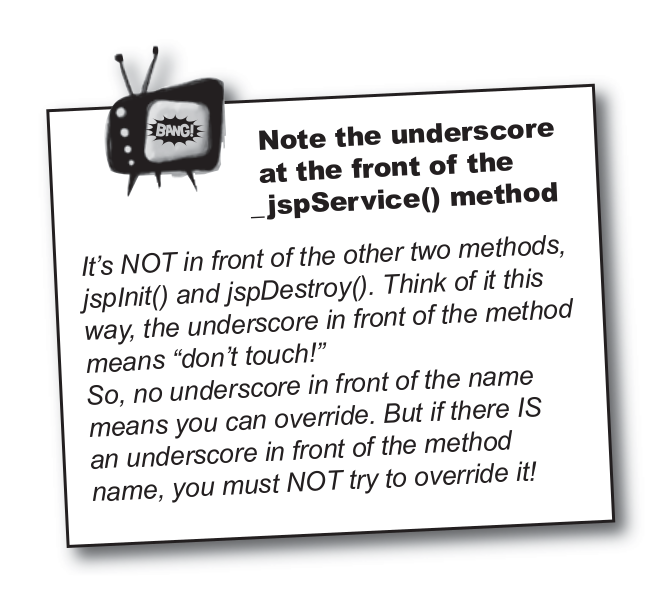 BANG!
Note the underscore
at the front of the
_jspService() method
It's NOT in front of the other two methods,
jspInit() and jspDestroy(). Think of it this
way, the underscore in front of the method
means “don't touch!”
So, no underscore in front of the name
means you can override. But if there IS
an underscore in front of the method
name, you must NOT try to override it!